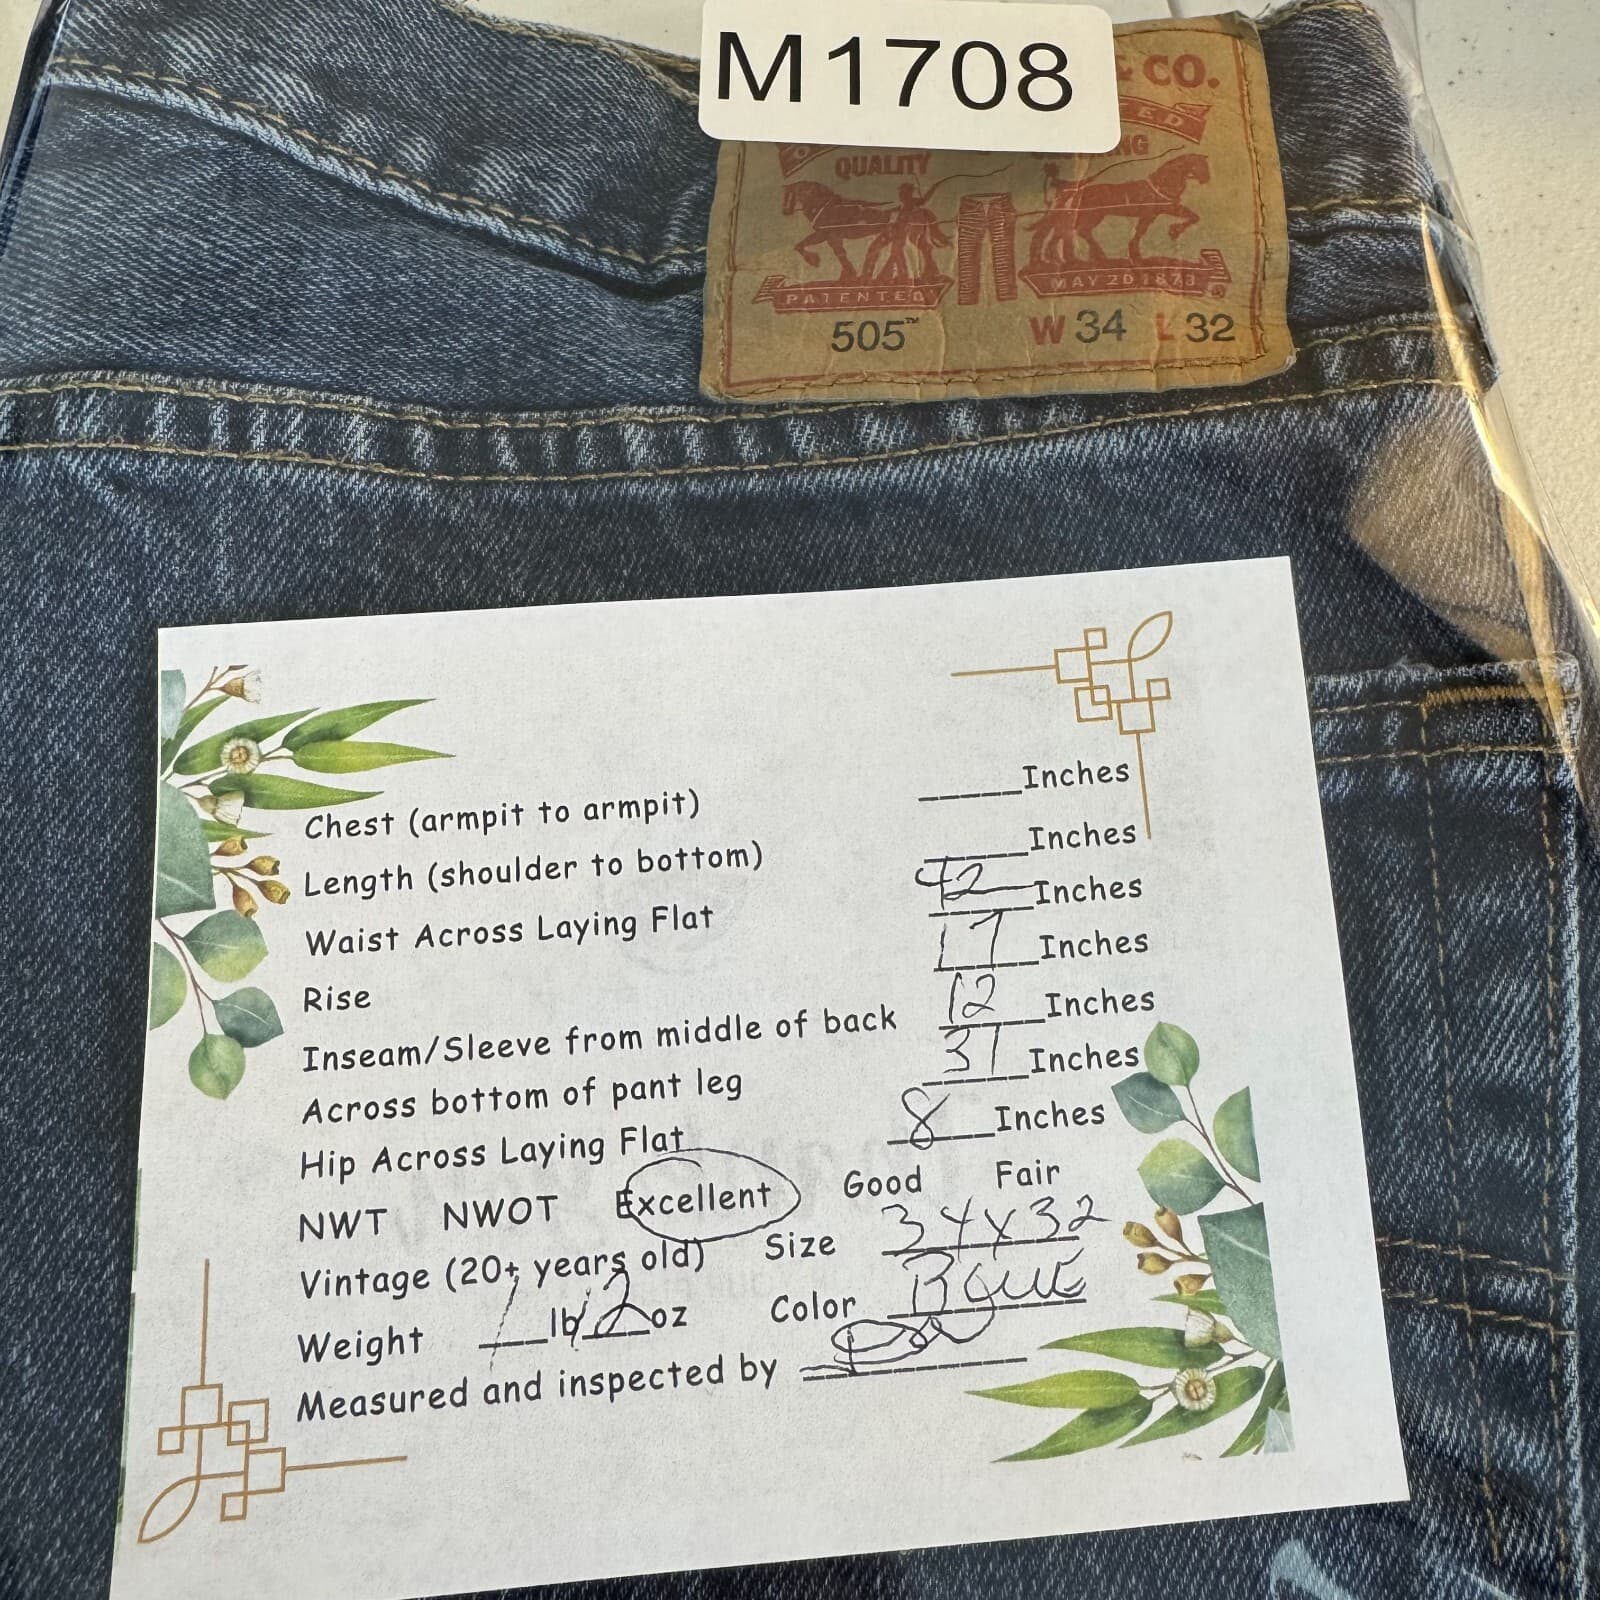 M1708
& CO.
QUALITY
PATENTED MAY 20 1873 ®
505™ W 34 L 32
Chest (armpit to armpit) _____Inches
Length (shoulder to bottom) _____Inches
Waist Across Laying Flat 42 Inches
Rise 17 Inches
Inseam/Sleeve from middle of back 12 Inches
Across bottom of pant leg 31 Inches
Hip Across Laying Flat 8 Inches
NWT NWOT Excellent Good Fair
Vintage (20+ years old) Size 34x32
Weight 1 lb 2 oz Color Blue
Measured and inspected by